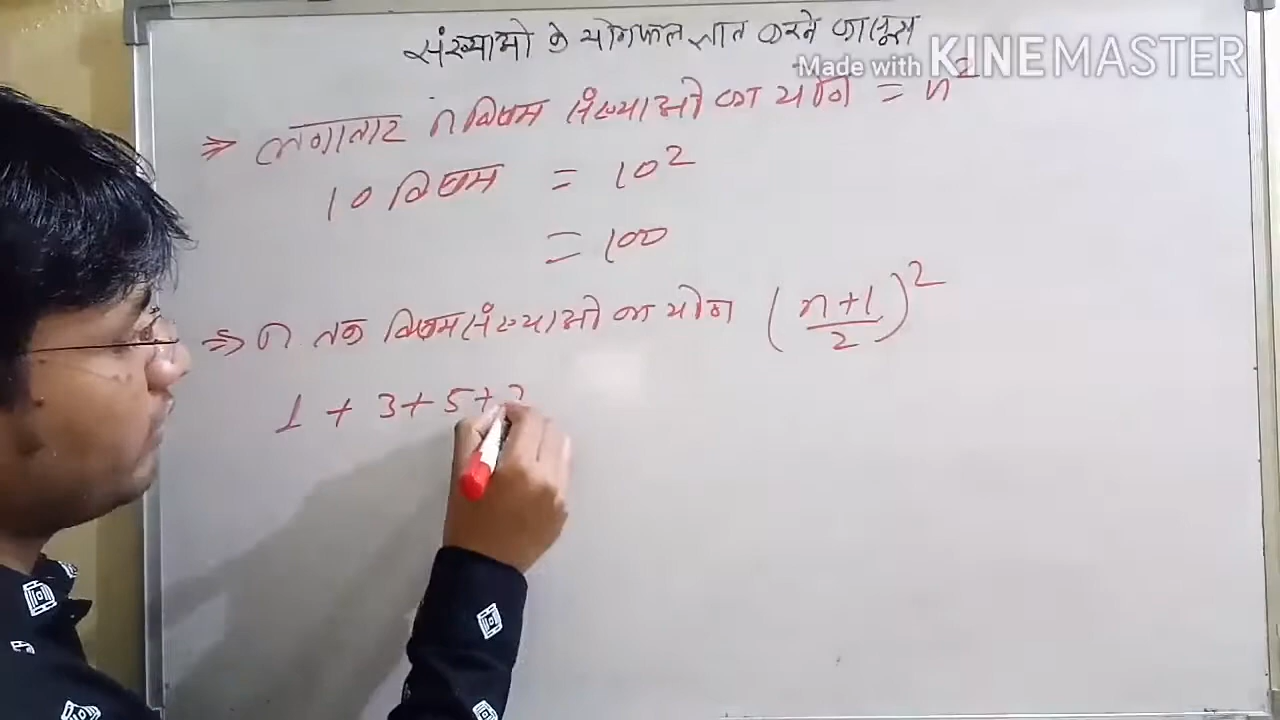 संख्याओ के योगफल ज्ञात करने का सूत्र
Made with KINEMASTER
⇒ लगातार n विषम संख्याओं का योग = n²
10 विषम = 10²
= 100
⇒ n तक विषम संख्याओं का योग (n+1/2)²
1 + 3 + 5 +